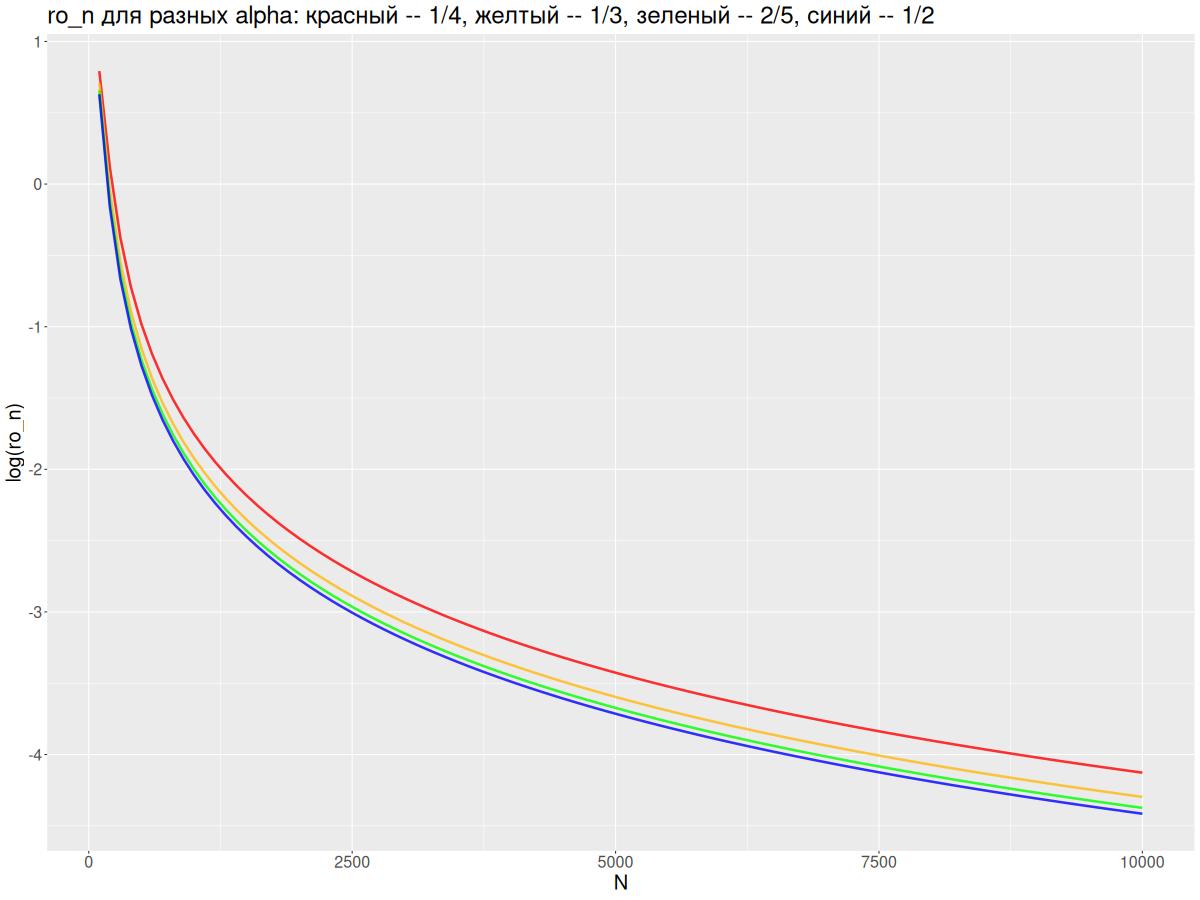 ro_n для разных alpha: красный -- 1/4, желтый -- 1/3, зеленый -- 2/5, синий -- 1/2
1
0
-1
-2
-3
-4
log(ro_n)
0 2500 5000 7500 10000
N